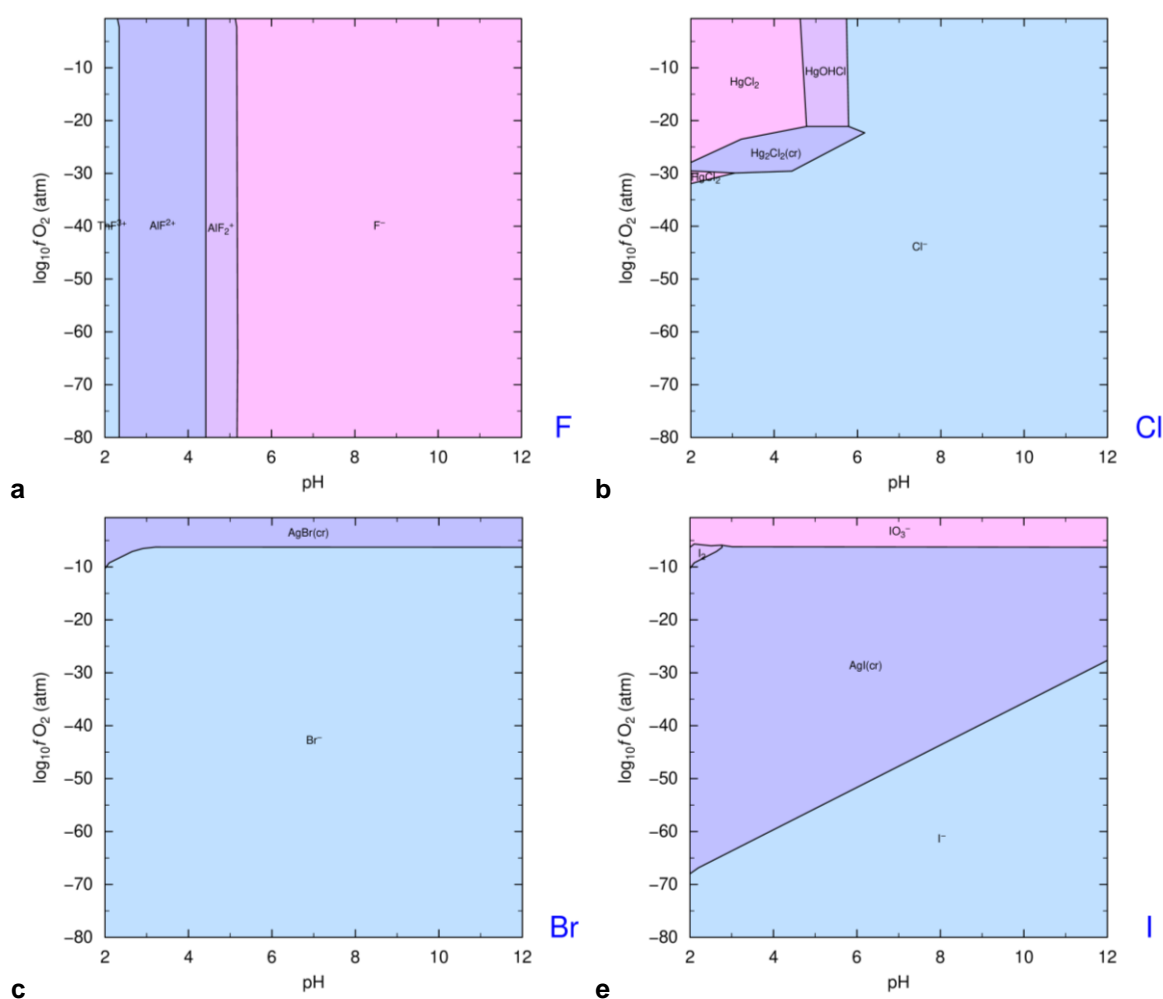 −10
−20
−30
−40
−50
−60
−70
−80
log₁₀f O₂ (atm)
ThF³⁺
AlF²⁺
AlF₂⁺
F⁻
2 4 6 8 10 12
pH
F
a
−10
−20
−30
−40
−50
−60
−70
−80
log₁₀f O₂ (atm)
HgCl₂
HgOHCl
Hg₂Cl₂(cr)
HgCl₂
Cl⁻
2 4 6 8 10 12
pH
Cl
b
−10
−20
−30
−40
−50
−60
−70
−80
log₁₀f O₂ (atm)
AgBr(cr)
Br⁻
2 4 6 8 10 12
pH
Br
c
−10
−20
−30
−40
−50
−60
−70
−80
log₁₀f O₂ (atm)
IO₃⁻
I₂
AgI(cr)
I⁻
2 4 6 8 10 12
pH
I
e